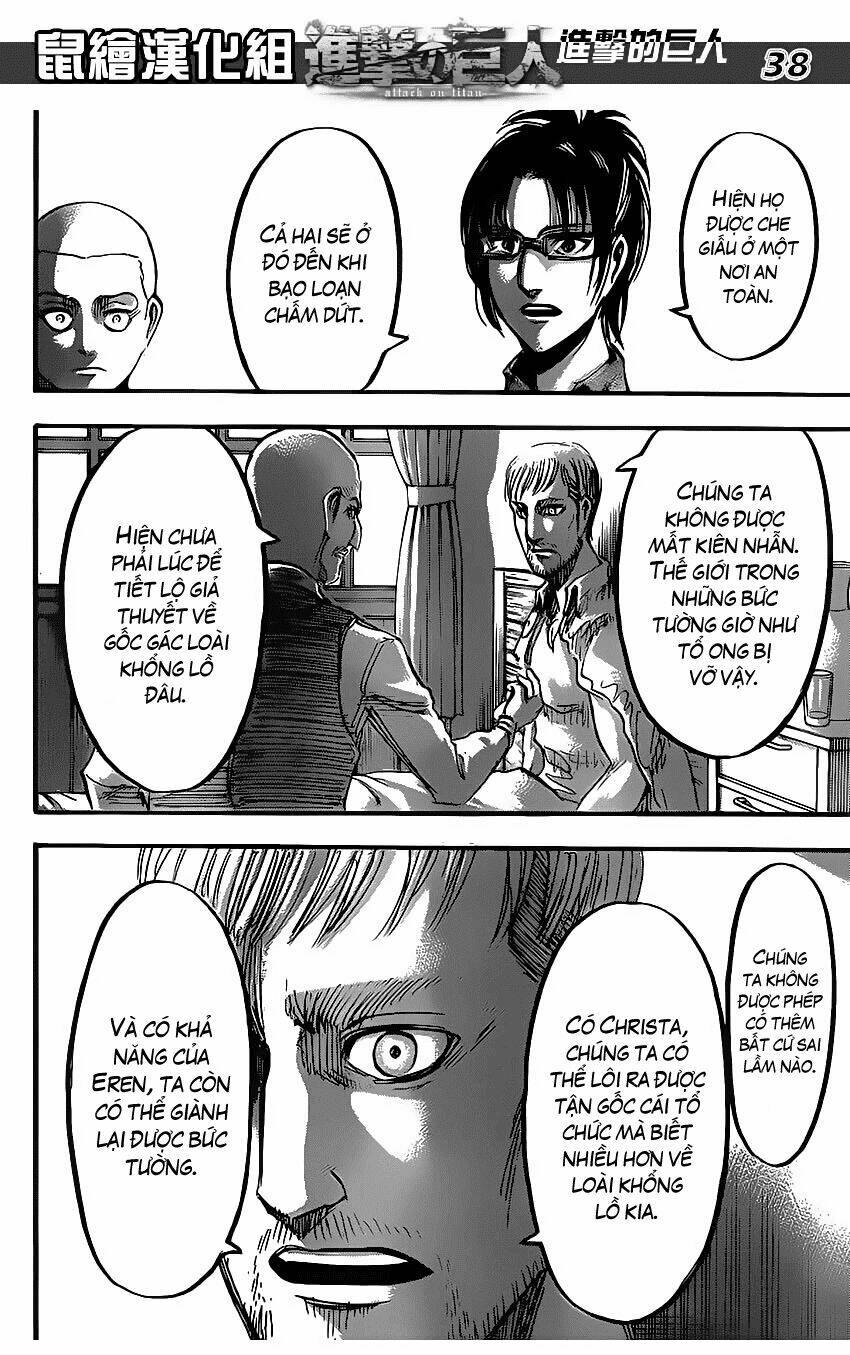 鼠繪漢化組
進撃の巨人
attack on titan
進擊的巨人
38
HIỆN HỌ
ĐƯỢC CHE
GIẤU Ở MỘT
NƠI AN
TOÀN.
CẢ HAI SẼ Ở
ĐÓ ĐẾN KHI
BẠO LOẠN
CHẤM DỨT.
CHÚNG TA
KHÔNG ĐƯỢC
MẤT KIÊN NHẪN.
THẾ GIỚI TRONG
NHỮNG BỨC
TƯỜNG GIỜ NHƯ
TỔ ONG BỊ
VỠ VẬY.
HIỆN CHƯA
PHẢI LÚC ĐỂ
TIẾT LỘ GIẢ
THUYẾT VỀ
GỐC GÁC LOÀI
KHỔNG LỒ
ĐÂU.
CHÚNG
TA KHÔNG
ĐƯỢC PHÉP
CÓ THÊM
BẤT CỨ SAI
LẦM NÀO.
CÓ CHRISTA,
CHÚNG TA CÓ
THỂ LÔI RA ĐƯỢC
TẬN GỐC CÁI TỔ
CHỨC MÀ BIẾT
NHIỀU HƠN VỀ
LOÀI KHỔNG
LỒ KIA.
VÀ CÓ KHẢ
NĂNG CỦA
EREN, TA CÒN
CÓ THỂ GIÀNH
LẠI ĐƯỢC BỨC
TƯỜNG.